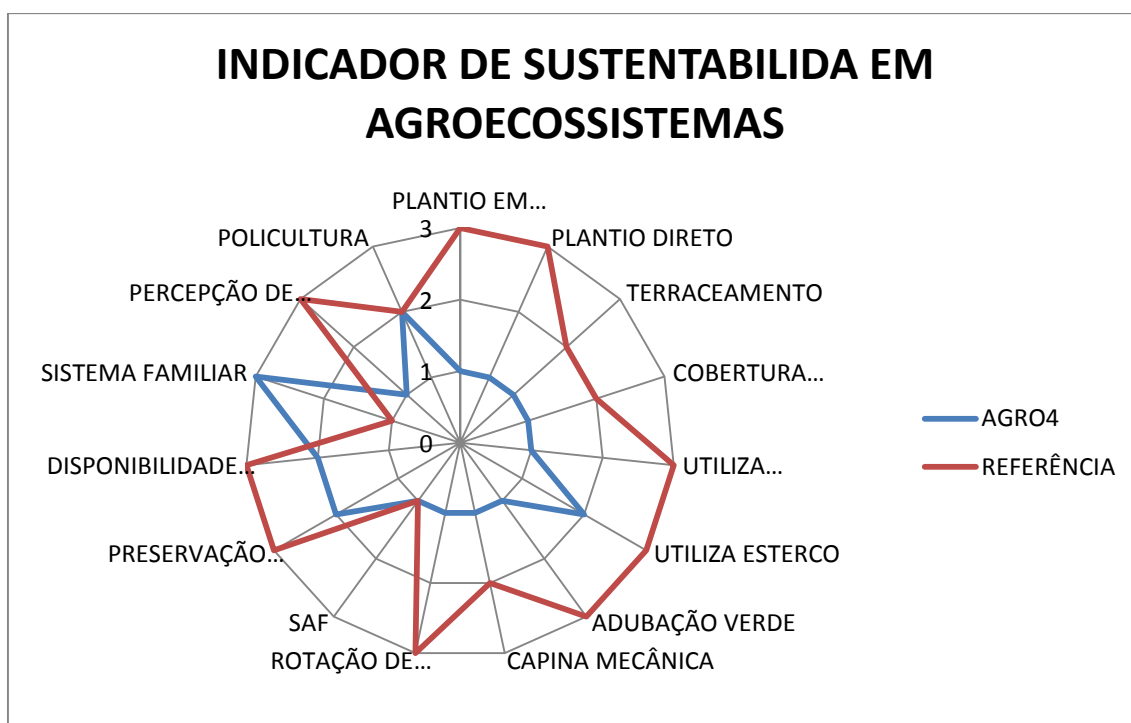 INDICADOR DE SUSTENTABILIDA EM
AGROECOSSISTEMAS
PLANTIO EM...
PLANTIO DIRETO
TERRACEAMENTO
COBERTURA...
UTILIZA...
UTILIZA ESTERCO
ADUBAÇÃO VERDE
CAPINA MECÂNICA
ROTAÇÃO DE...
SAF
PRESERVAÇÃO...
DISPONIBILIDADE...
SISTEMA FAMILIAR
PERCEPÇÃO DE...
POLICULTURA
3
2
1
0
AGRO4
REFERÊNCIA